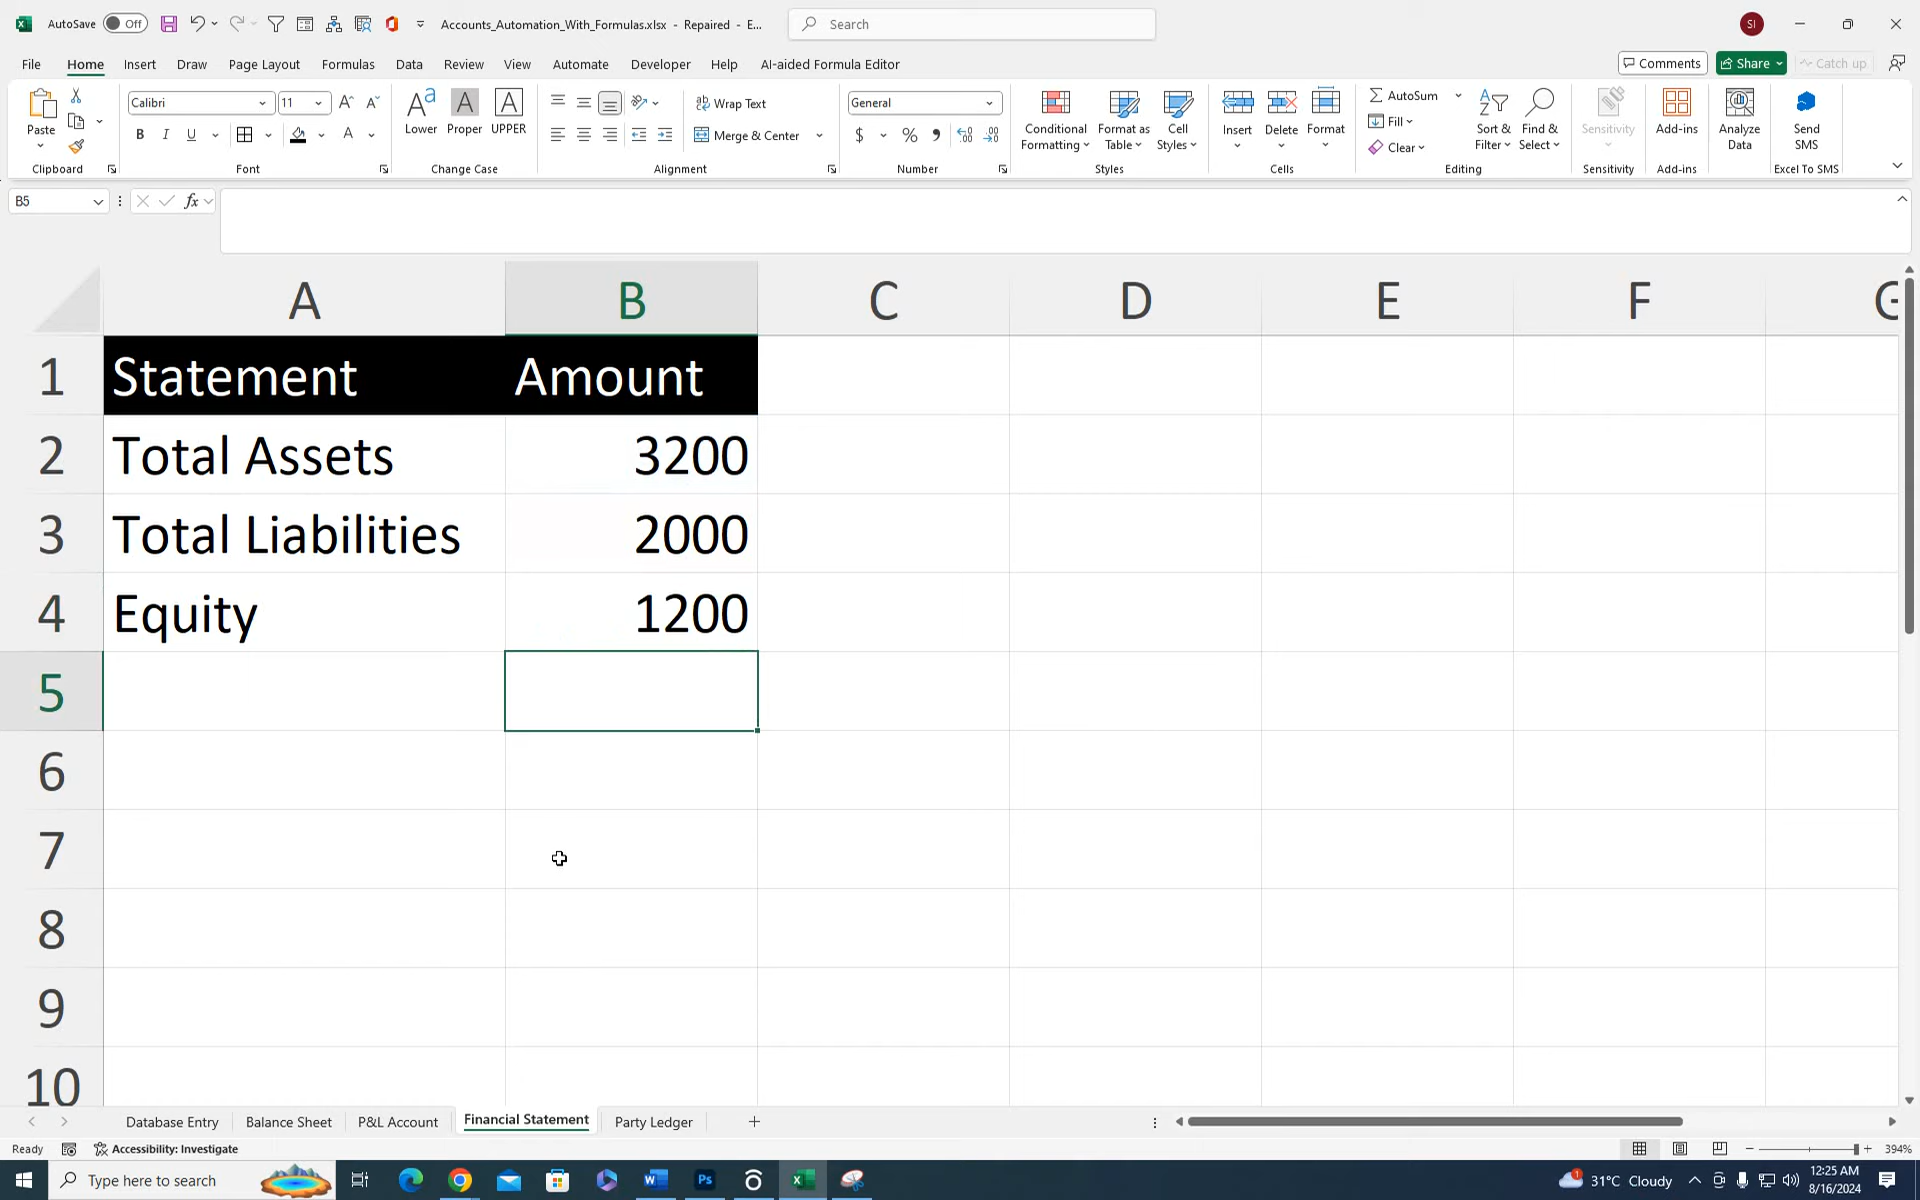 AutoSave Off Accounts_Automation_With_Formulas.xlsx - Repaired - E... Search SI
File Home Insert Draw Page Layout Formulas Data Review View Automate Developer Help AI-aided Formula Editor Comments Share Catch up
Paste Calibri 11 Lower Proper UPPER Wrap Text Merge & Center General Conditional Formatting Format as Table Cell Styles Insert Delete Format AutoSum Fill Clear Sort & Filter Find & Select Sensitivity Add-ins Analyze Data Send SMS
Clipboard Font Change Case Alignment Number Styles Cells Editing Sensitivity Add-ins Excel To SMS
B5 fx
A B C D E F G
1 Statement Amount
2 Total Assets 3200
3 Total Liabilities 2000
4 Equity 1200
5
6
7
8
9
10
Database Entry Balance Sheet P&L Account Financial Statement Party Ledger
Ready Accessibility: Investigate 394%
Type here to search 1 31°C Cloudy 12:25 AM
8/16/2024